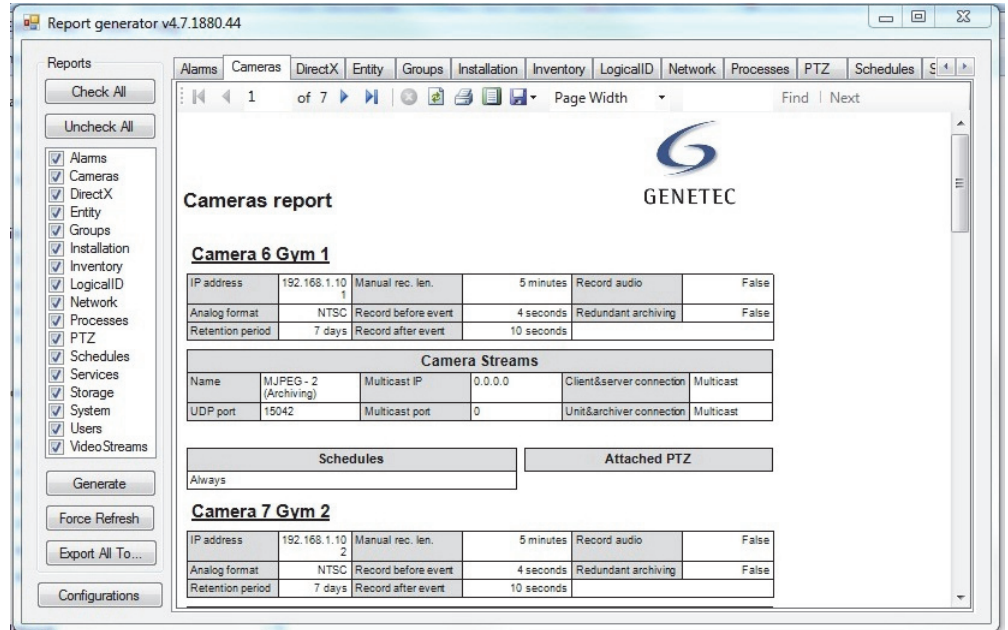 Report generator v4.7.1880.44
Reports
Check All
Uncheck All
Alarms
Cameras
DirectX
Entity
Groups
Installation
Inventory
LogicalID
Network
Processes
PTZ
Schedules
Services
Storage
System
Users
VideoStreams
Generate
Force Refresh
Export All To...
Configurations
Alarms Cameras DirectX Entity Groups Installation Inventory LogicalID Network Processes PTZ Schedules S
1 of 7 Page Width Find | Next
GENETEC
Cameras report
Camera 6 Gym 1
IP address 192.168.1.10 Manual rec. len. 5 minutes Record audio False
1
Analog format NTSC Record before event 4 seconds Redundant archiving False
Retention period 7 days Record after event 10 seconds
Camera Streams
Name MJPEG - 2 Multicast IP 0.0.0.0 Client&server connection Multicast
(Archiving)
UDP port 15042 Multicast port 0 Unit&archiver connection Multicast
Schedules Attached PTZ
Always
Camera 7 Gym 2
IP address 192.168.1.10 Manual rec. len. 5 minutes Record audio False
2
Analog format NTSC Record before event 4 seconds Redundant archiving False
Retention period 7 days Record after event 10 seconds